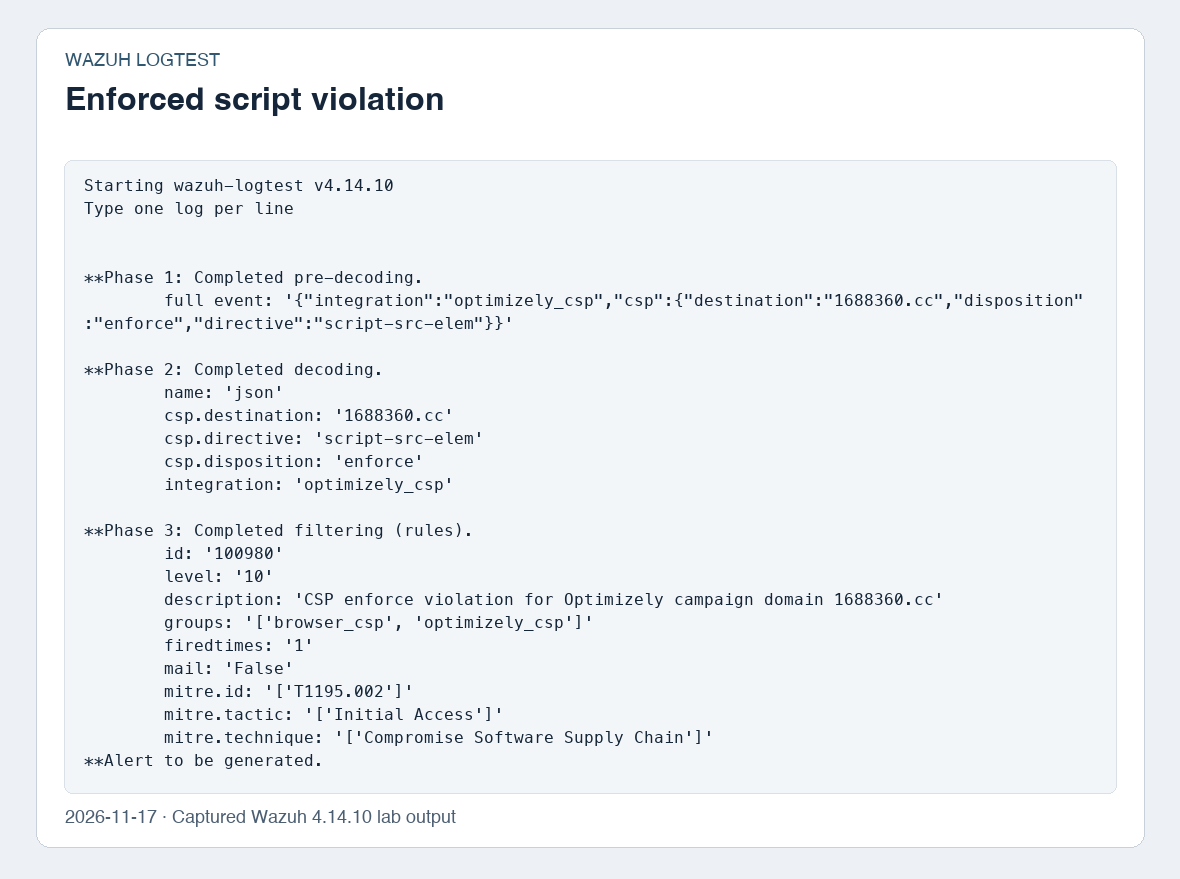 WAZUH LOGTEST
Enforced script violation
Starting wazuh-logtest v4.14.10
Type one log per line
**Phase 1: Completed pre-decoding.
full event: '{"integration":"optimizely_csp","csp":{"destination":"1688360.cc","disposition"
:"enforce","directive":"script-src-elem"}}'
**Phase 2: Completed decoding.
name: 'json'
csp.destination: '1688360.cc'
csp.directive: 'script-src-elem'
csp.disposition: 'enforce'
integration: 'optimizely_csp'
**Phase 3: Completed filtering (rules).
id: '100980'
level: '10'
description: 'CSP enforce violation for Optimizely campaign domain 1688360.cc'
groups: '['browser_csp', 'optimizely_csp']'
firedtimes: '1'
mail: 'False'
mitre.id: '['T1195.002']'
mitre.tactic: '['Initial Access']'
mitre.technique: '['Compromise Software Supply Chain']'
**Alert to be generated.
2026-11-17 · Captured Wazuh 4.14.10 lab output